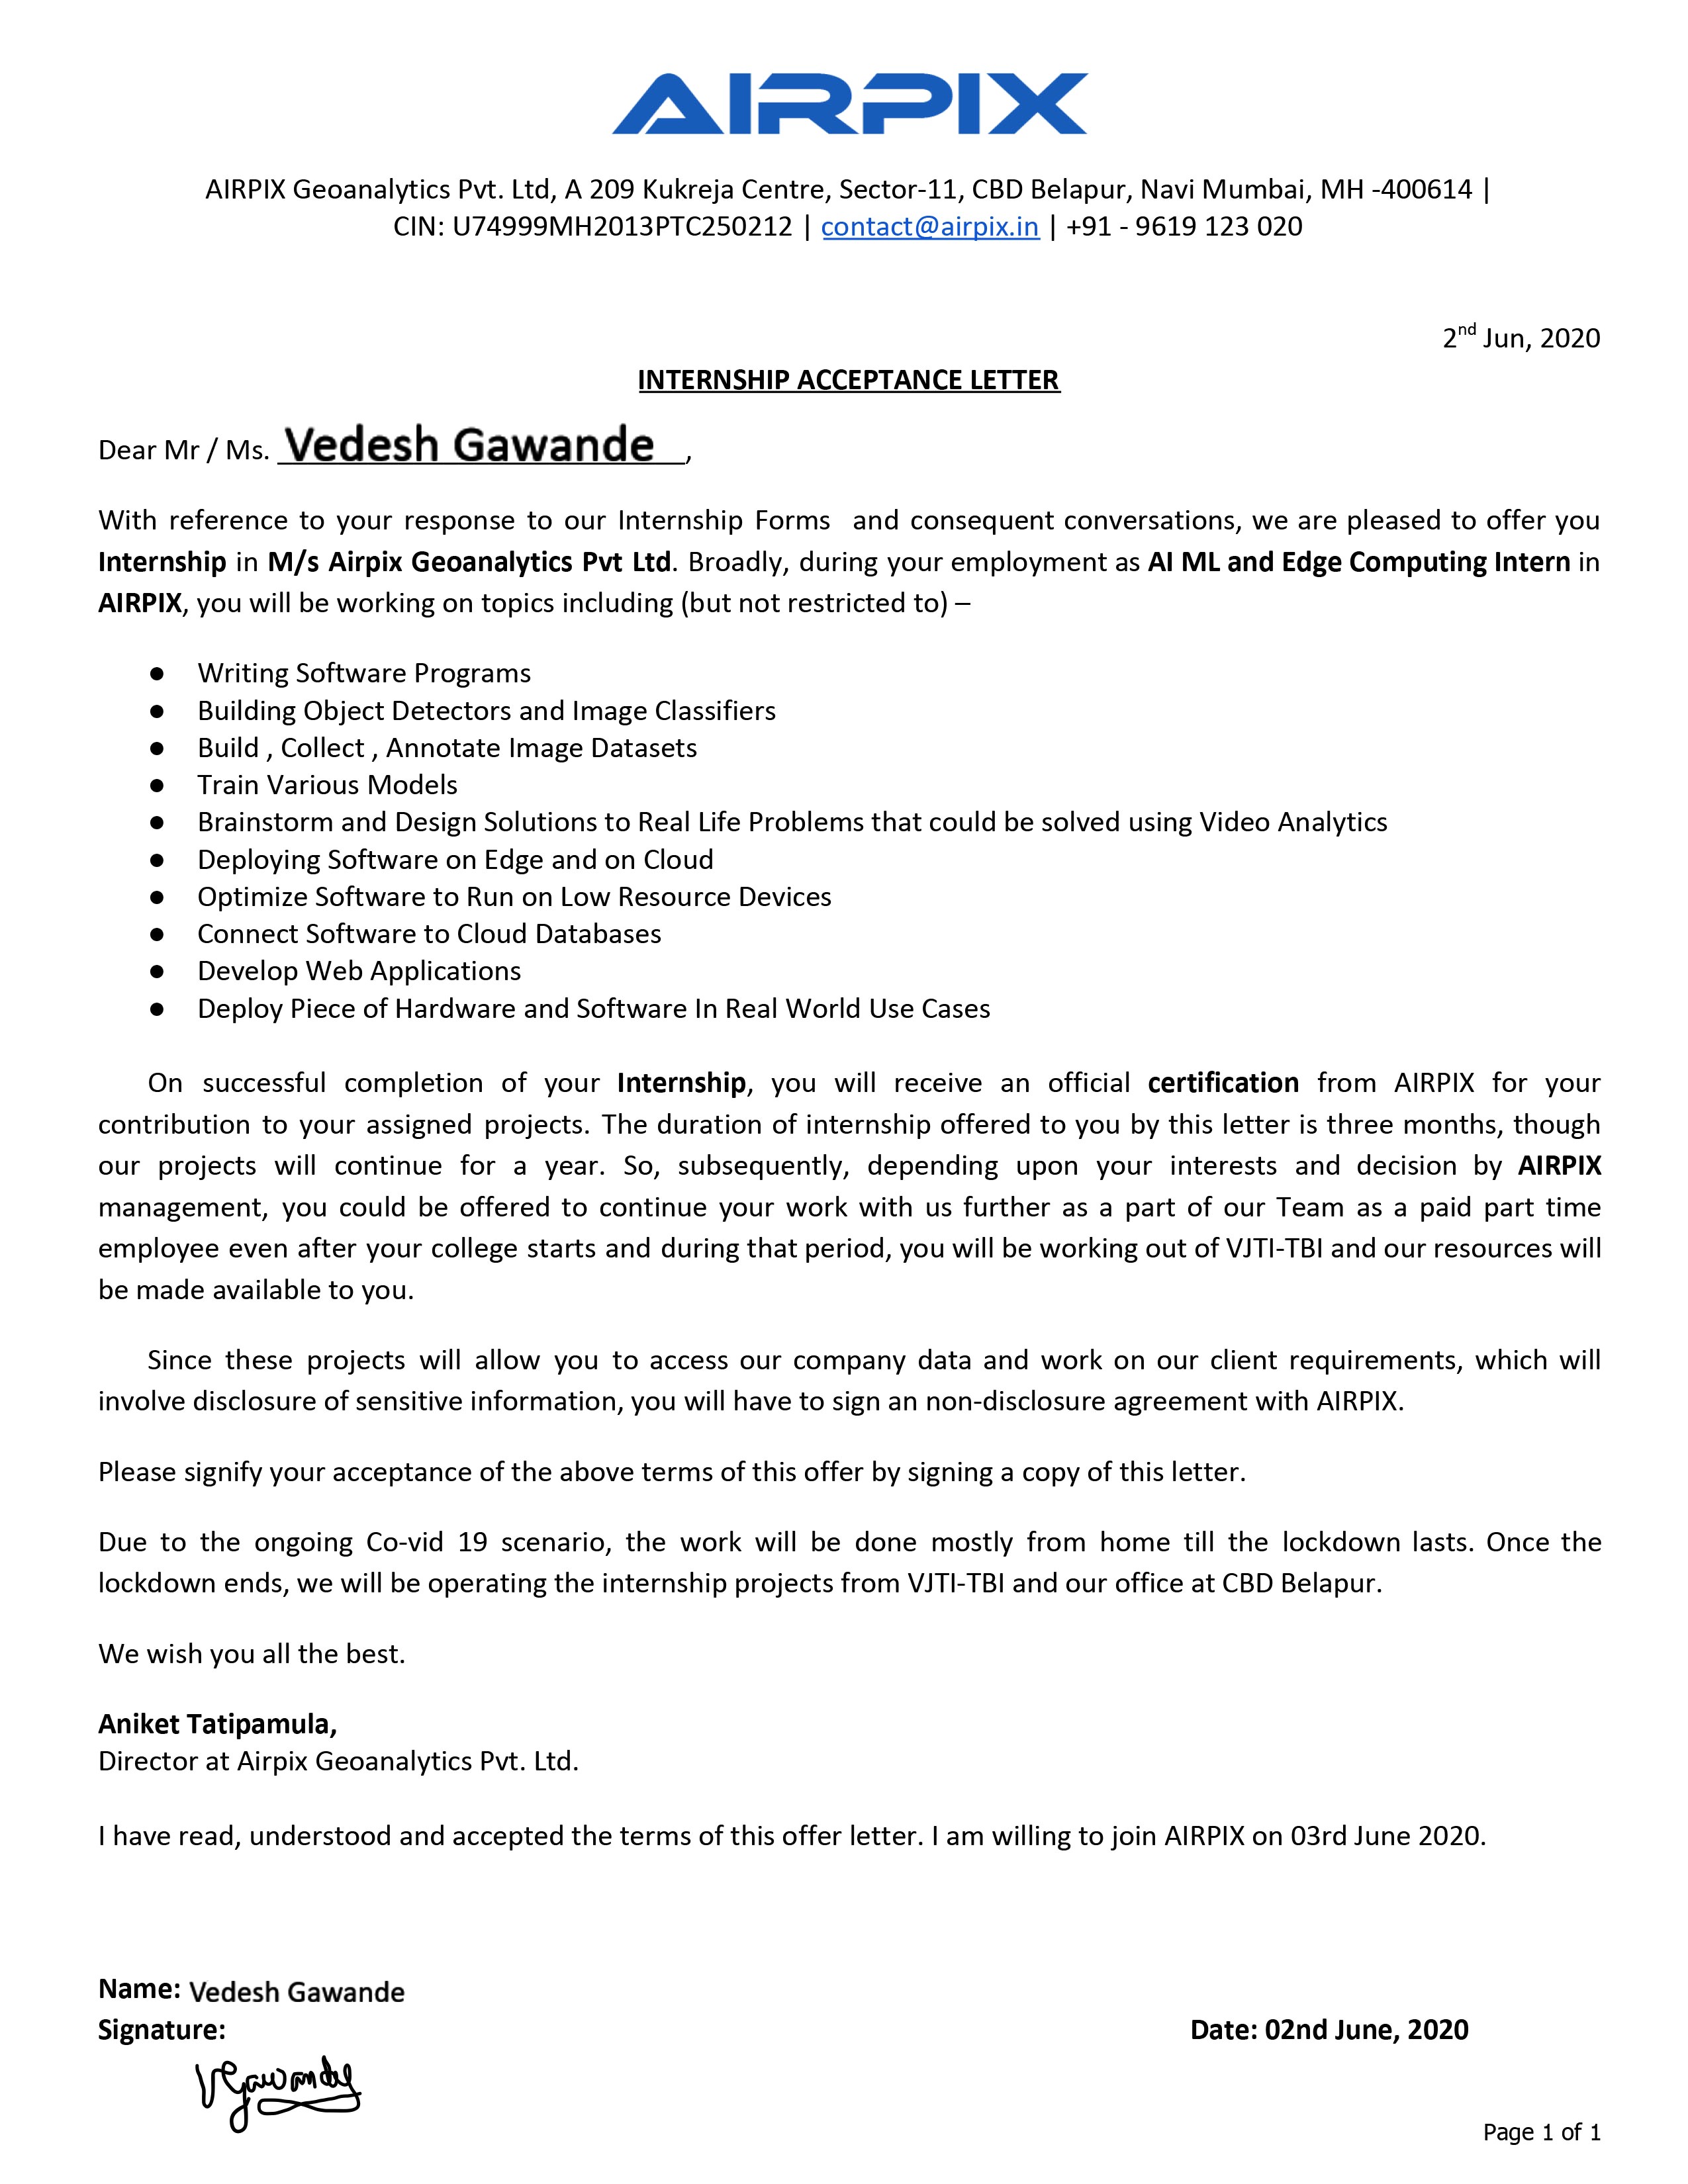 AIRPIX
AIRPIX Geoanalytics Pvt. Ltd, A 209 Kukreja Centre, Sector-11, CBD Belapur, Navi Mumbai, MH -400614 |
CIN: U74999MH2013PTC250212 | contact@airpix.in | +91 - 9619 123 020
2nd Jun, 2020
INTERNSHIP ACCEPTANCE LETTER
Dear Mr / Ms. Vedesh Gawande,
With reference to your response to our Internship Forms and consequent conversations, we are pleased to offer you
Internship in M/s Airpix Geoanalytics Pvt Ltd. Broadly, during your employment as AI ML and Edge Computing Intern in
AIRPIX, you will be working on topics including (but not restricted to) –
● Writing Software Programs
● Building Object Detectors and Image Classifiers
● Build , Collect , Annotate Image Datasets
● Train Various Models
● Brainstorm and Design Solutions to Real Life Problems that could be solved using Video Analytics
● Deploying Software on Edge and on Cloud
● Optimize Software to Run on Low Resource Devices
● Connect Software to Cloud Databases
● Develop Web Applications
● Deploy Piece of Hardware and Software In Real World Use Cases
On successful completion of your Internship, you will receive an official certification from AIRPIX for your
contribution to your assigned projects. The duration of internship offered to you by this letter is three months, though
our projects will continue for a year. So, subsequently, depending upon your interests and decision by AIRPIX
management, you could be offered to continue your work with us further as a part of our Team as a paid part time
employee even after your college starts and during that period, you will be working out of VJTI-TBI and our resources will
be made available to you.
Since these projects will allow you to access our company data and work on our client requirements, which will
involve disclosure of sensitive information, you will have to sign an non-disclosure agreement with AIRPIX.
Please signify your acceptance of the above terms of this offer by signing a copy of this letter.
Due to the ongoing Co-vid 19 scenario, the work will be done mostly from home till the lockdown lasts. Once the
lockdown ends, we will be operating the internship projects from VJTI-TBI and our office at CBD Belapur.
We wish you all the best.
Aniket Tatipamula,
Director at Airpix Geoanalytics Pvt. Ltd.
I have read, understood and accepted the terms of this offer letter. I am willing to join AIRPIX on 03rd June 2020.
Name: Vedesh Gawande
Signature: Date: 02nd June, 2020
VGawande
Page 1 of 1